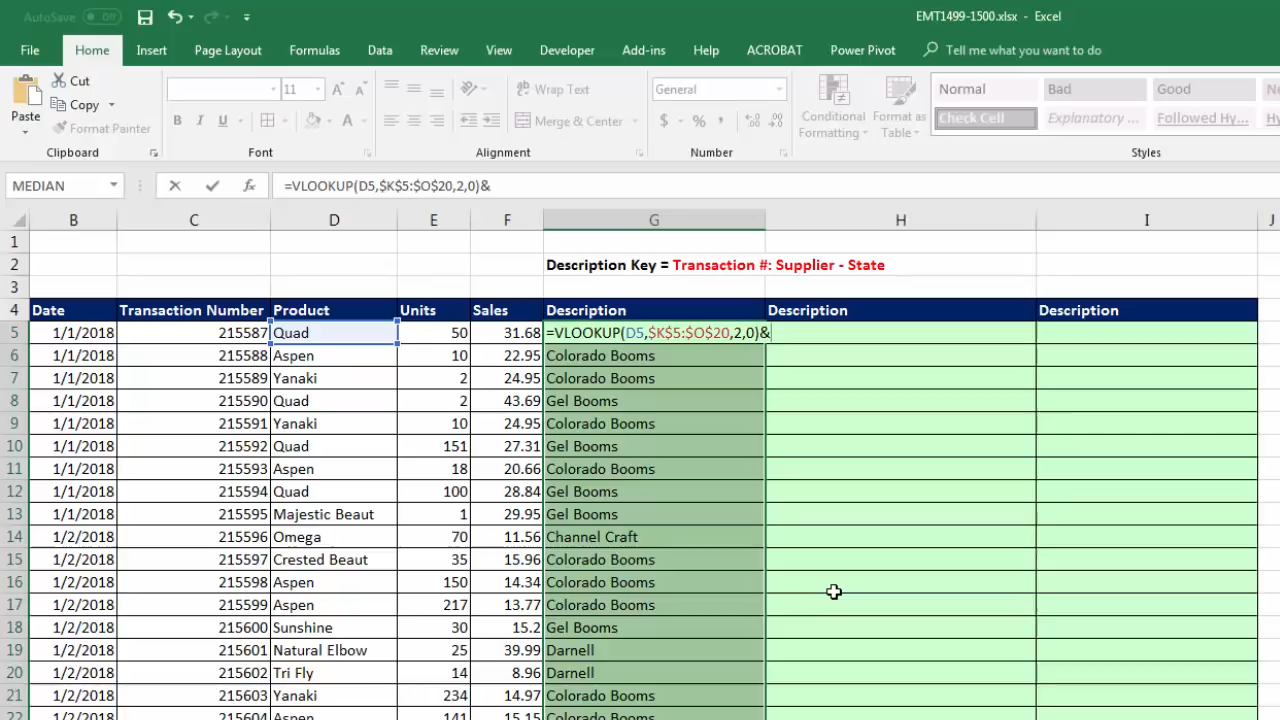 AutoSave Off EMT1499-1500.xlsx - Excel
File Home Insert Page Layout Formulas Data Review View Developer Add-ins Help ACROBAT Power Pivot Tell me what you want to do
Paste Cut Copy Format Painter
11 A A
B I U A
Wrap Text
Merge & Center
General
$ % ,
Conditional Formatting
Format as Table
Normal Bad Good
Check Cell Explanatory ... Followed Hy...
Clipboard Font Alignment Number Styles
MEDIAN fx =VLOOKUP(D5,$K$5:$O$20,2,0)&
B C D E F G H I J
1
2 Description Key = Transaction #: Supplier - State
3
4 Date Transaction Number Product Units Sales Description Description Description
5 1/1/2018 215587 Quad 50 31.68 =VLOOKUP(D5,$K$5:$O$20,2,0)&
6 1/1/2018 215588 Aspen 10 22.95 Colorado Booms
7 1/1/2018 215589 Yanaki 2 24.95 Colorado Booms
8 1/1/2018 215590 Quad 2 43.69 Gel Booms
9 1/1/2018 215591 Yanaki 10 24.95 Colorado Booms
10 1/1/2018 215592 Quad 151 27.31 Gel Booms
11 1/1/2018 215593 Aspen 18 20.66 Colorado Booms
12 1/1/2018 215594 Quad 100 28.84 Gel Booms
13 1/1/2018 215595 Majestic Beaut 1 29.95 Gel Booms
14 1/2/2018 215596 Omega 70 11.56 Channel Craft
15 1/2/2018 215597 Crested Beaut 35 15.96 Colorado Booms
16 1/2/2018 215598 Aspen 150 14.34 Colorado Booms
17 1/2/2018 215599 Aspen 217 13.77 Colorado Booms
18 1/2/2018 215600 Sunshine 30 15.2 Gel Booms
19 1/2/2018 215601 Natural Elbow 25 39.99 Darnell
20 1/2/2018 215602 Tri Fly 14 8.96 Darnell
21 1/2/2018 215603 Yanaki 234 14.97 Colorado Booms
22 1/2/2018 215604 Aspen 141 15.15 Colorado Booms